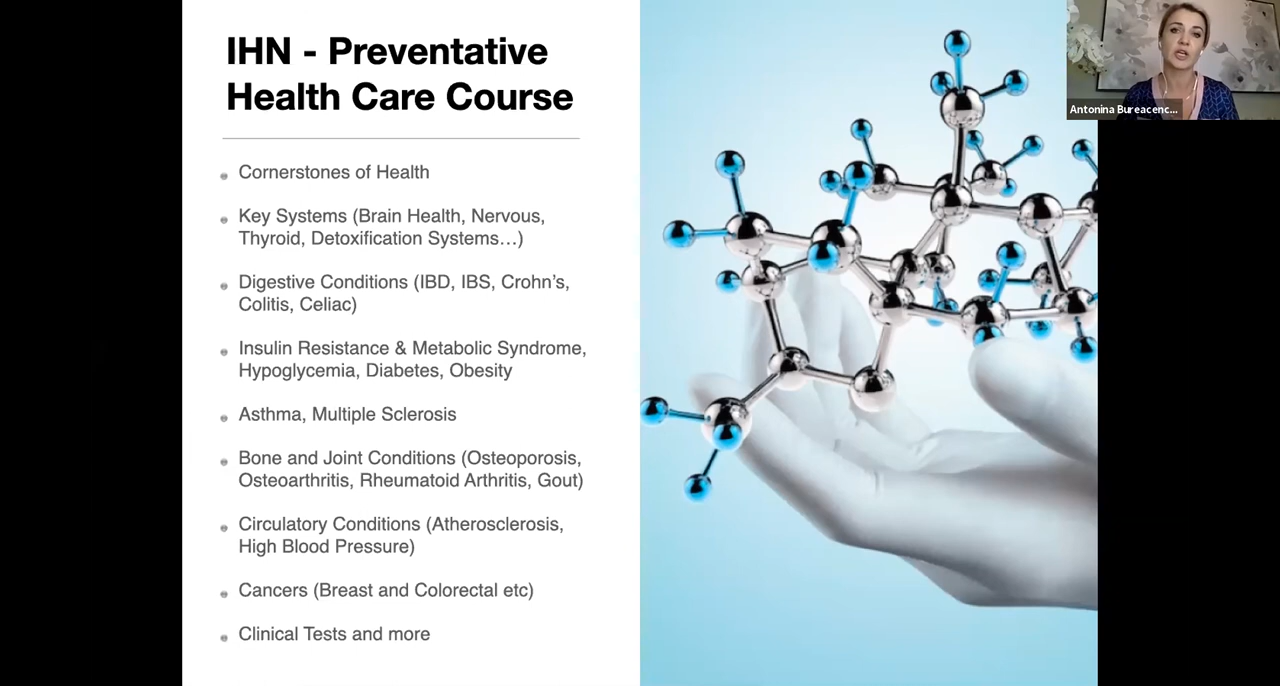 IHN - Preventative
Health Care Course
Cornerstones of Health
Key Systems (Brain Health, Nervous,
Thyroid, Detoxification Systems…)
Digestive Conditions (IBD, IBS, Crohn’s,
Colitis, Celiac)
Insulin Resistance & Metabolic Syndrome,
Hypoglycemia, Diabetes, Obesity
Asthma, Multiple Sclerosis
Bone and Joint Conditions (Osteoporosis,
Osteoarthritis, Rheumatoid Arthritis, Gout)
Circulatory Conditions (Atherosclerosis,
High Blood Pressure)
Cancers (Breast and Colorectal etc)
Clinical Tests and more
Antonina Bureacenc...